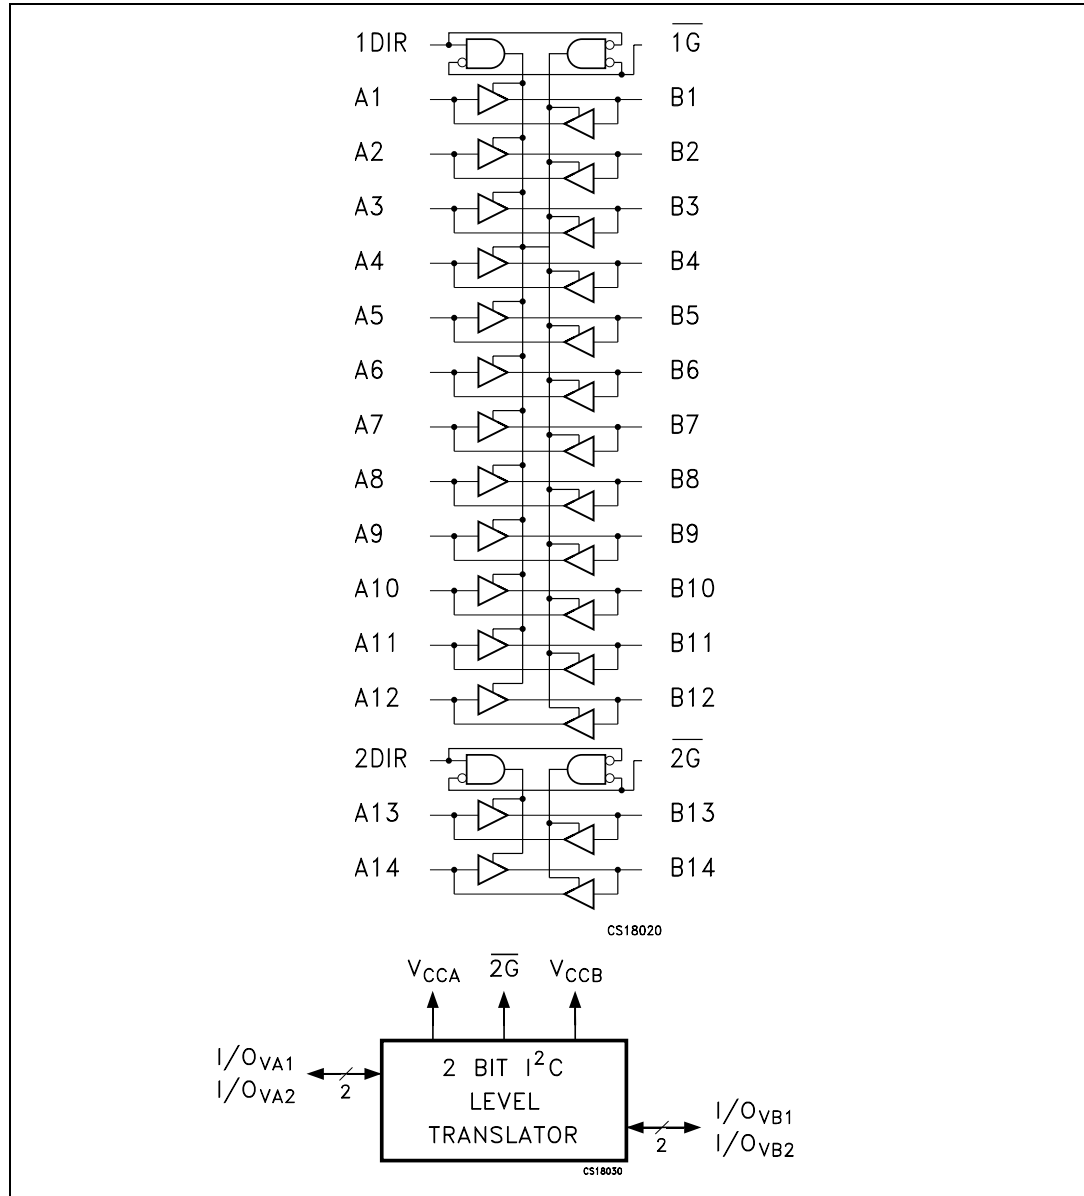 1DIR 1G
A1 B1
A2 B2
A3 B3
A4 B4
A5 B5
A6 B6
A7 B7
A8 B8
A9 B9
A10 B10
A11 B11
A12 B12
2DIR 2G
A13 B13
A14 B14
CS18020
VCCA 2G VCCB
I/OVA1
I/OVA2
2
2 BIT I²C
LEVEL
TRANSLATOR
I/OVB1
I/OVB2
2
CS18030